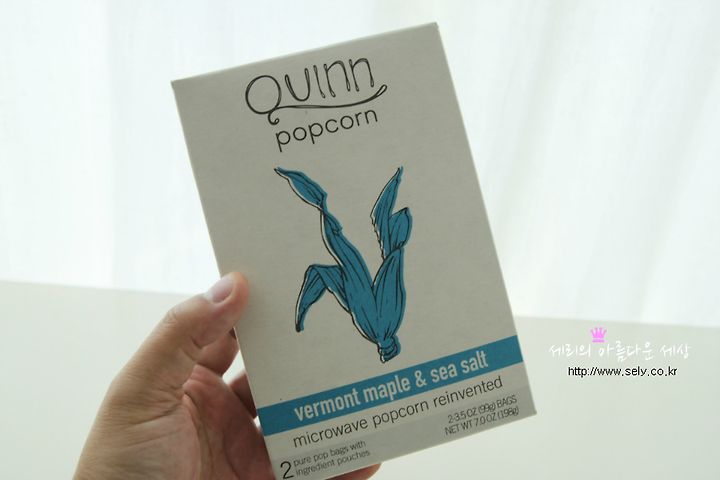 Quinn
popcorn
vermont maple & sea salt
microwave popcorn reinvented
2 pure pop bags with
ingredient pouches
2-3.5 OZ (99g) BAGS
NET WT 7.0 OZ (198g)
세리의 아름다운 세상
http://www.selv.co.kr